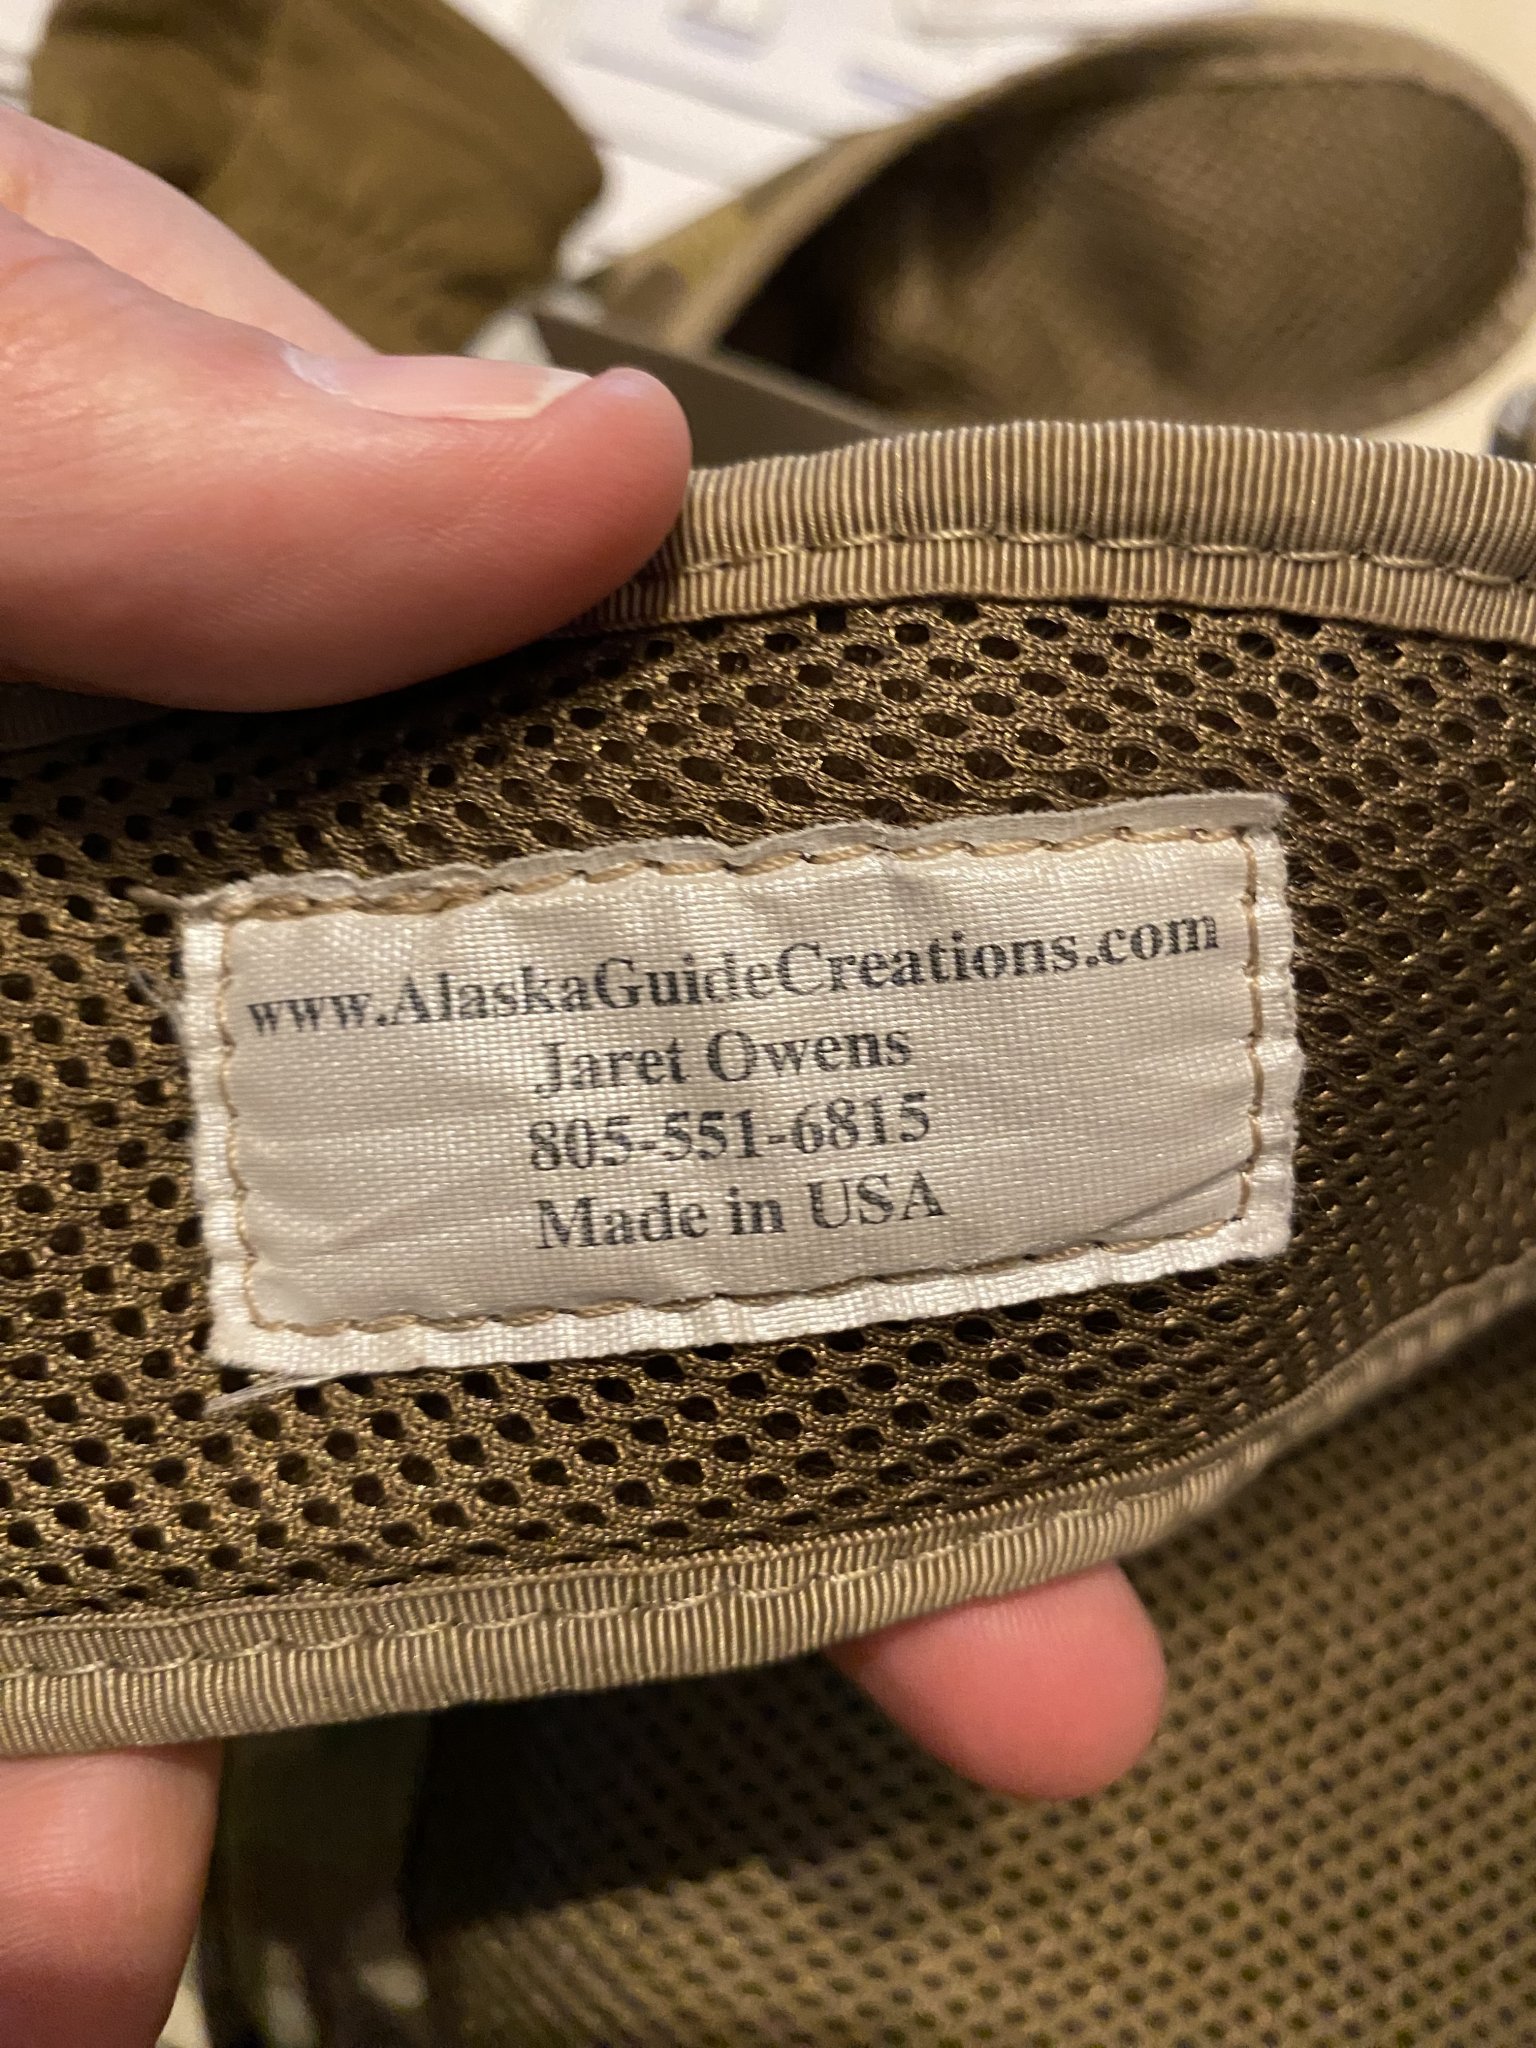 www.AlaskaGuideCreations.com
Jaret Owens
805-551-6815
Made in USA